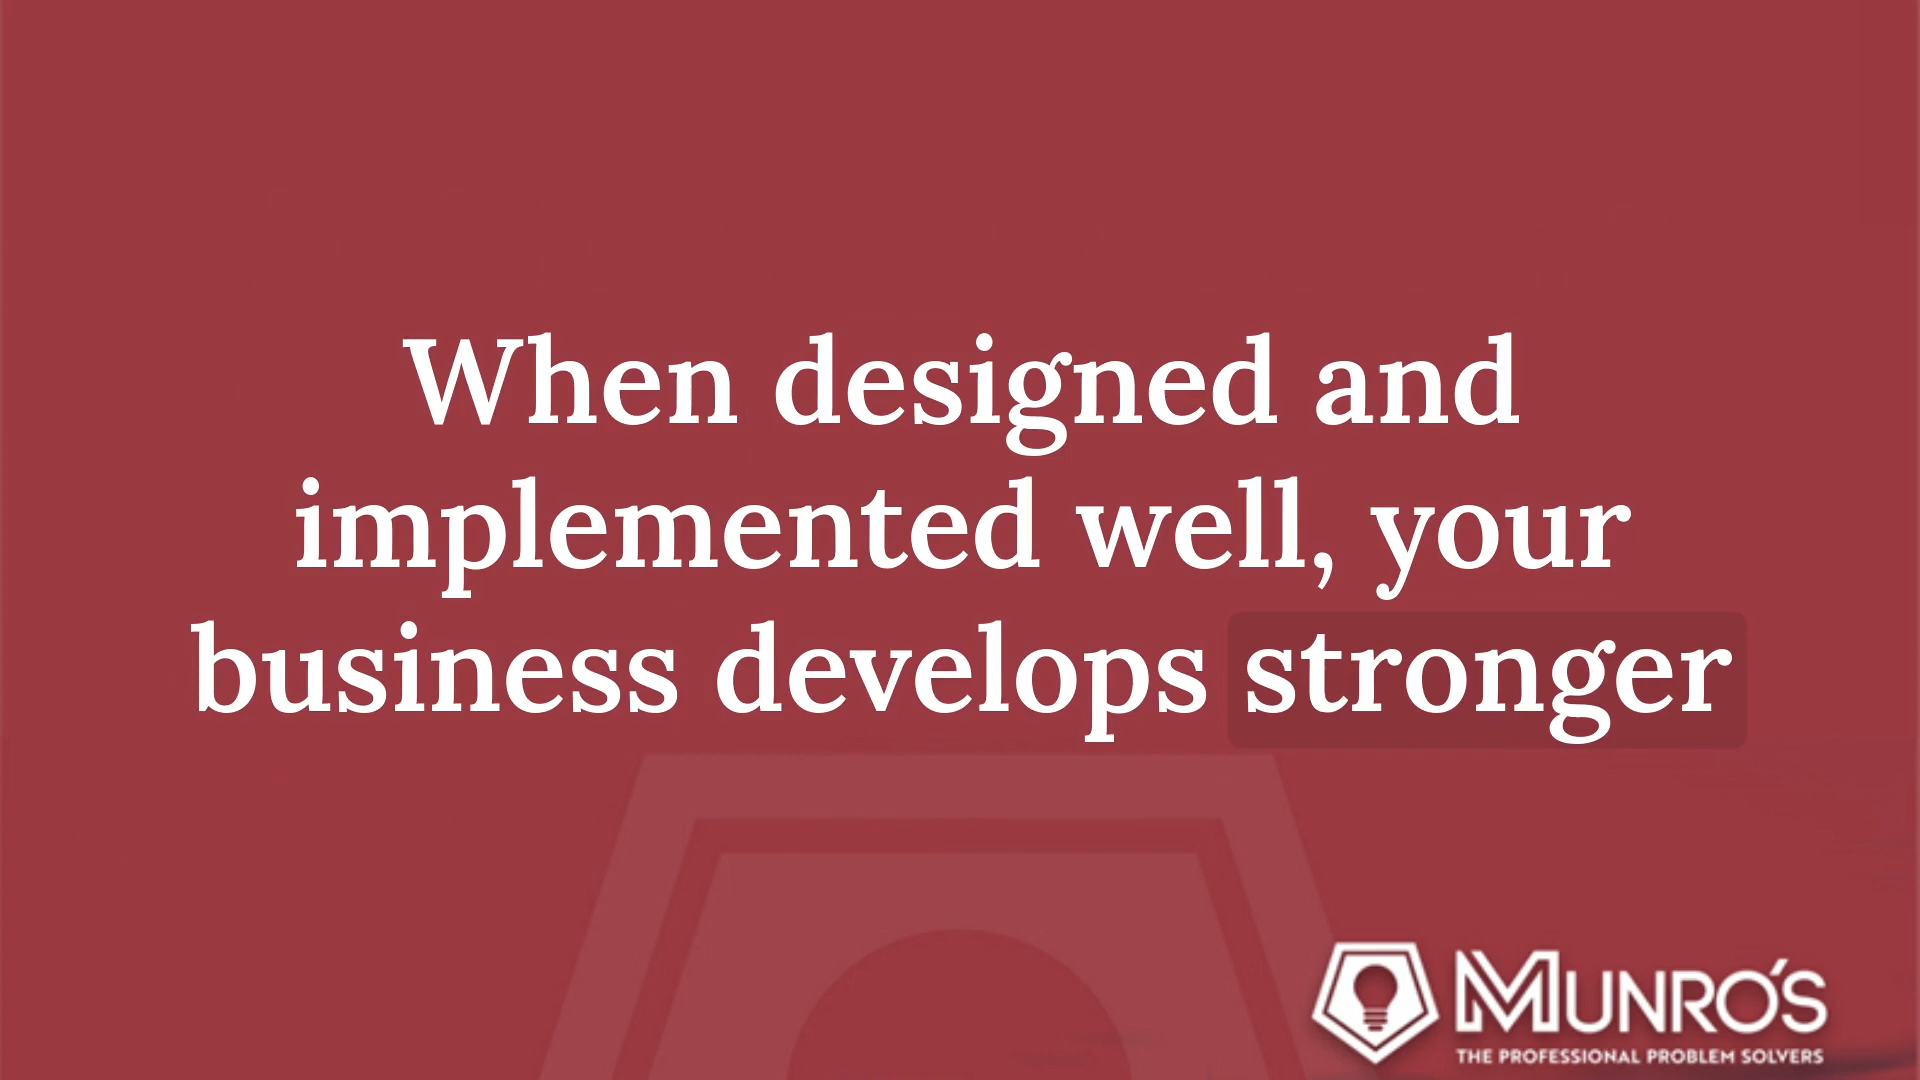 When designed and
implemented well, your
business develops stronger
MUNRO'S
THE PROFESSIONAL PROBLEM SOLVERS